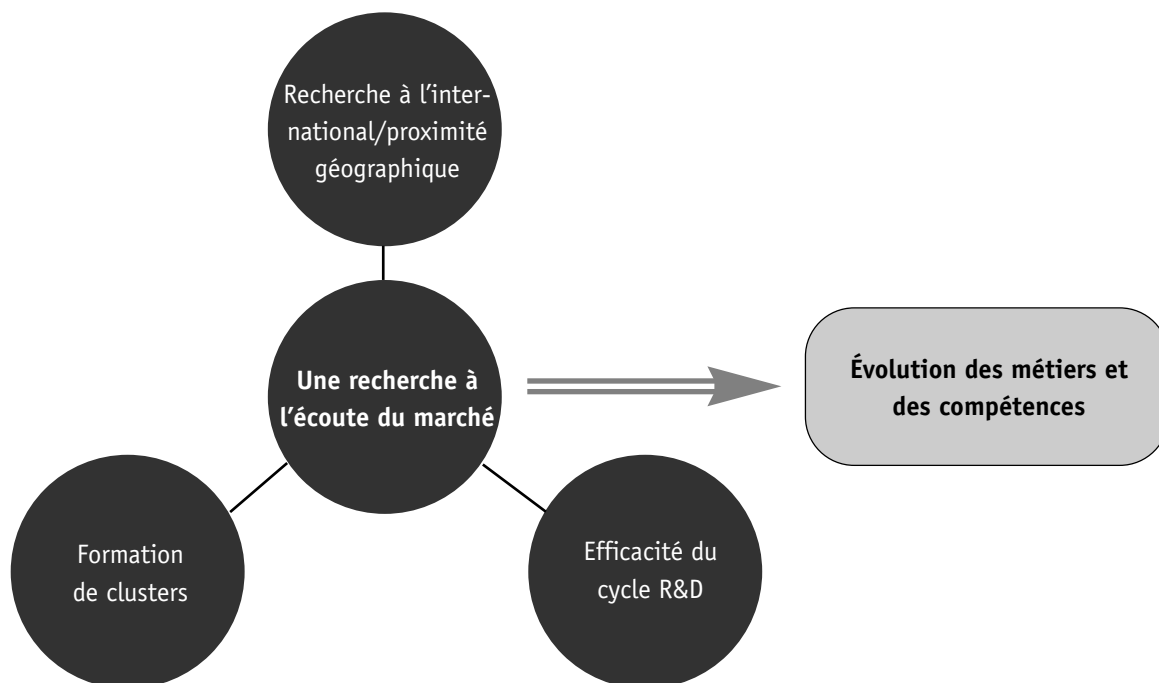 Recherche à l'inter-
national/proximité
géographique
Une recherche à
l'écoute du marché
Évolution des métiers et
des compétences
Formation
de clusters
Efficacité du
cycle R&D